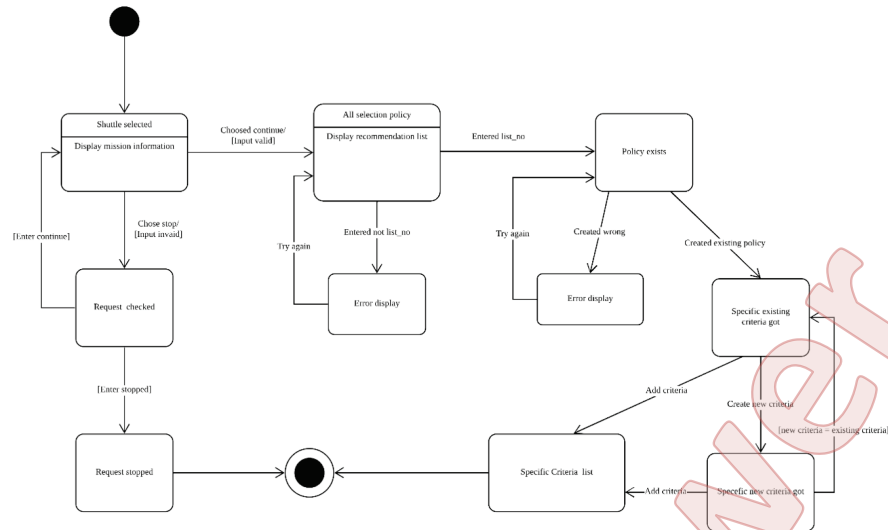 Shuttle selected
Display mission information
Choosed continue/
[Input valid]
All selection policy
Display recommendation list
Entered list_no
Policy exists
[Enter continue]
Chose stop/
[Input invaid]
Try again
Entered not list_no
Try again
Created wrong
Created existing policy
Request checked
Error display
Error display
Specific existing
criteria got
[Enter stopped]
Add criteria
Create new criteria
[new criteria + existing criteria]
Request stopped
Specific Criteria list
Add criteria
Specefic new criteria got
wer